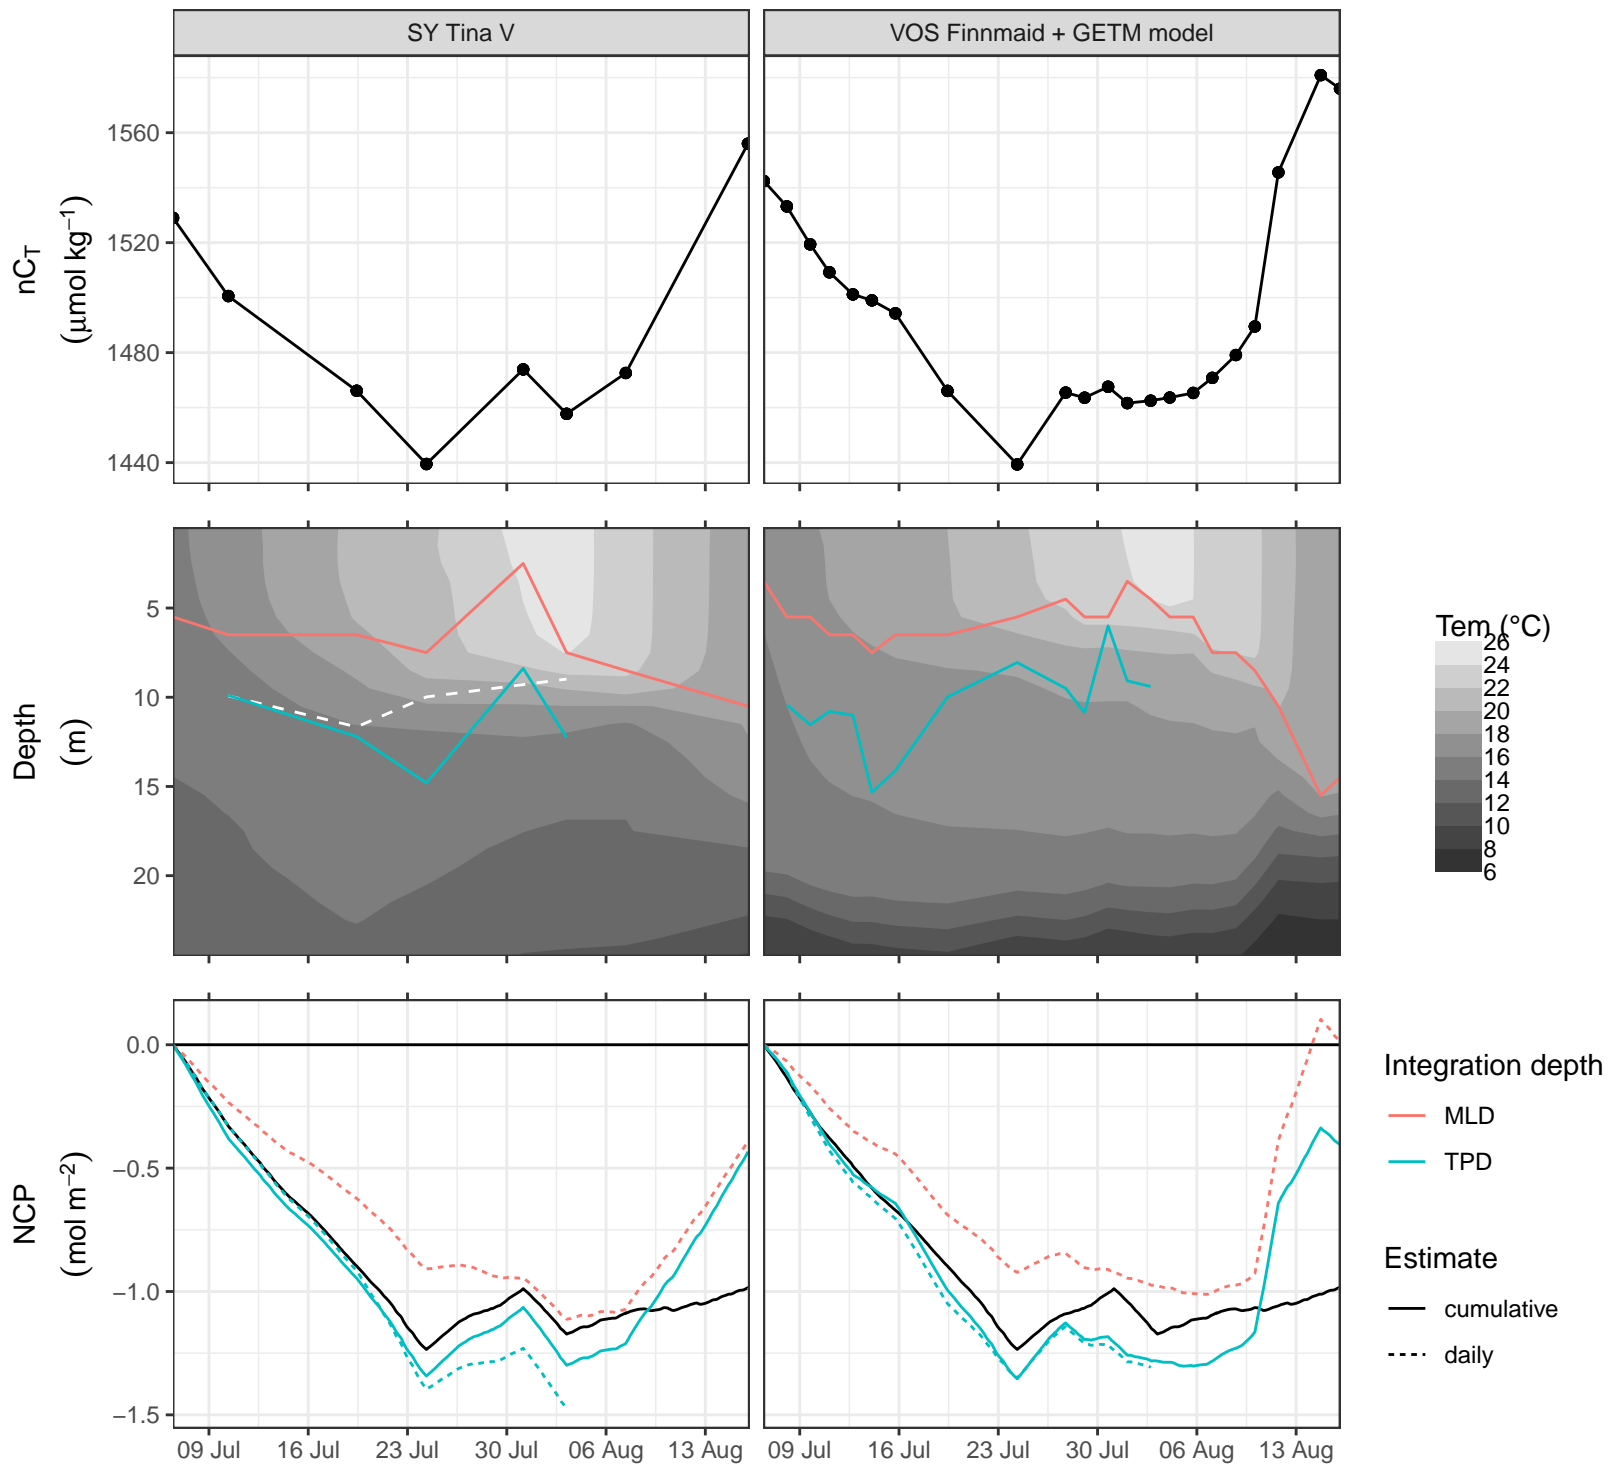 SY Tina V
VOS Finnmaid + GETM model
nC_T
(μmol kg⁻¹)
1560
1520
1480
1440
Depth
(m)
5
10
15
20
Tem (°C)
26
24
22
20
18
16
14
12
10
8
6
NCP
(mol m⁻²)
0.0
−0.5
−1.0
−1.5
09 Jul 16 Jul 23 Jul 30 Jul 06 Aug 13 Aug
09 Jul 16 Jul 23 Jul 30 Jul 06 Aug 13 Aug
Integration depth
MLD
TPD
Estimate
cumulative
daily